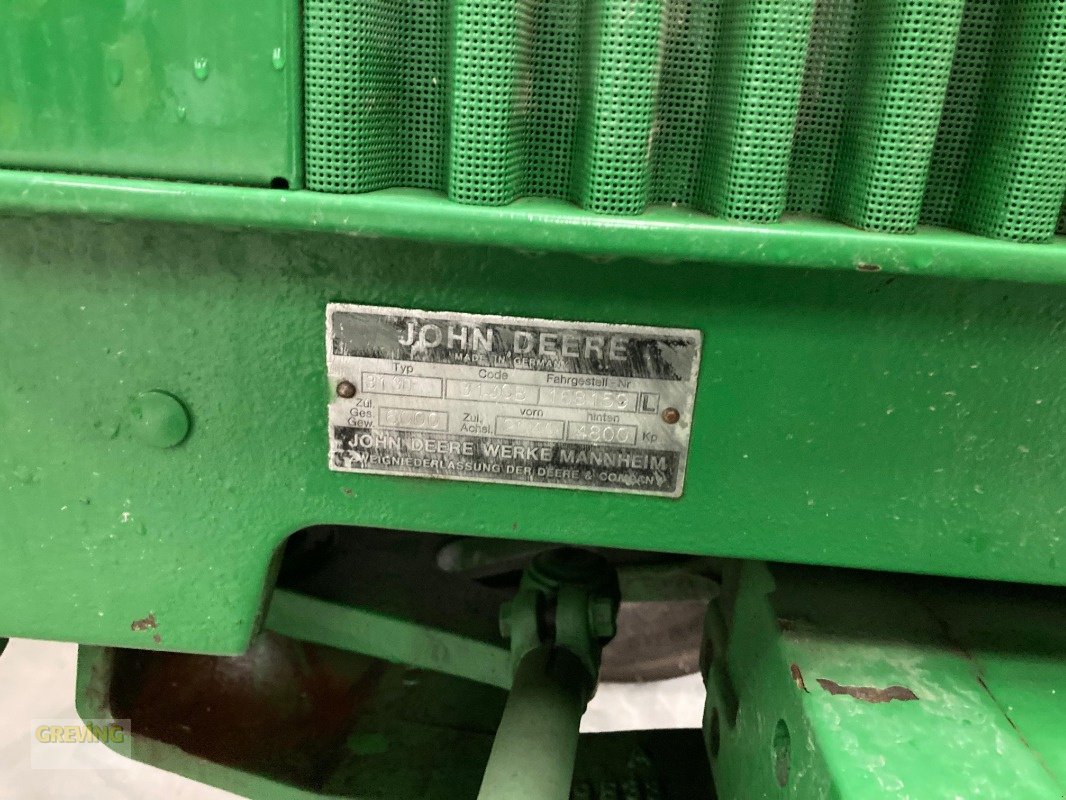 JOHN DEERE
MADE IN GERMANY
Typ Code Fahrgestell - Nr
3130 L
Zul. Ges. Gew. Zul. Achsl. vorn hinten
4800 Kp
JOHN DEERE WERKE MANNHEIM
ZWEIGNIEDERLASSUNG DER DEERE & COMPANY
GREVING